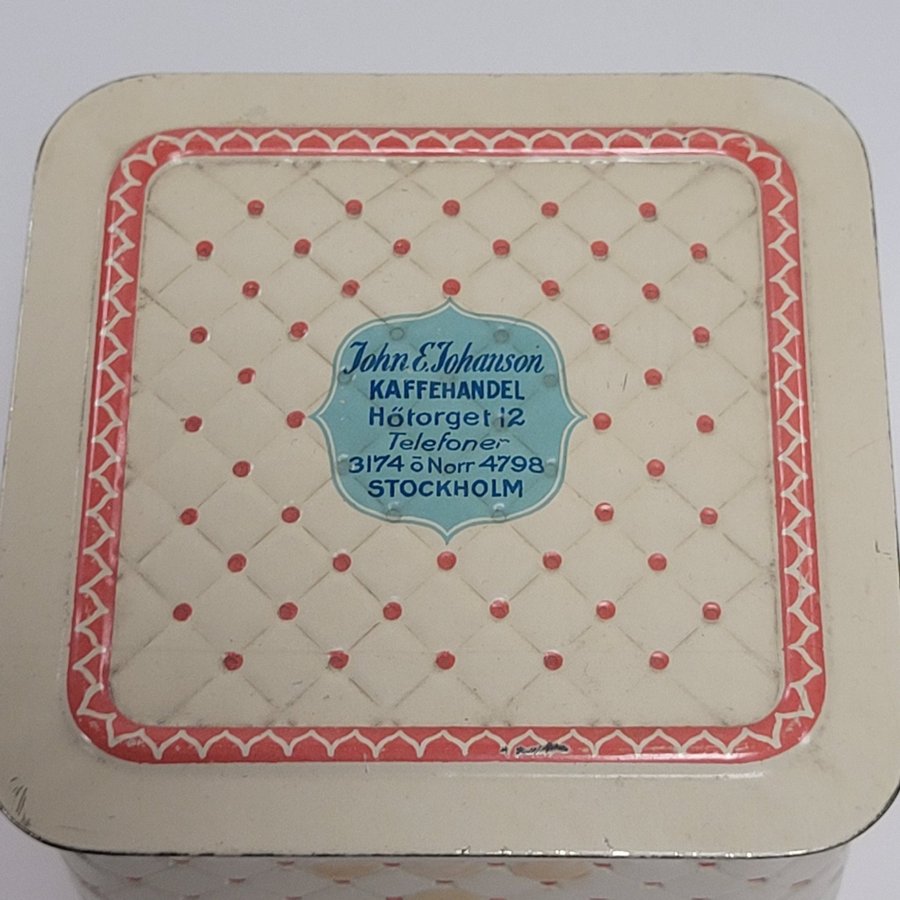 John E. Johanson
KAFFEHANDEL
Hötorget 12
Telefoner
3174 ō Norr 4798
STOCKHOLM